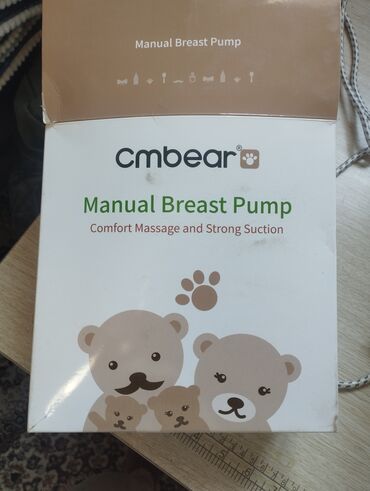 Manual Breast Pump
cmbear®
Manual Breast Pump
Comfort Massage and Strong Suction